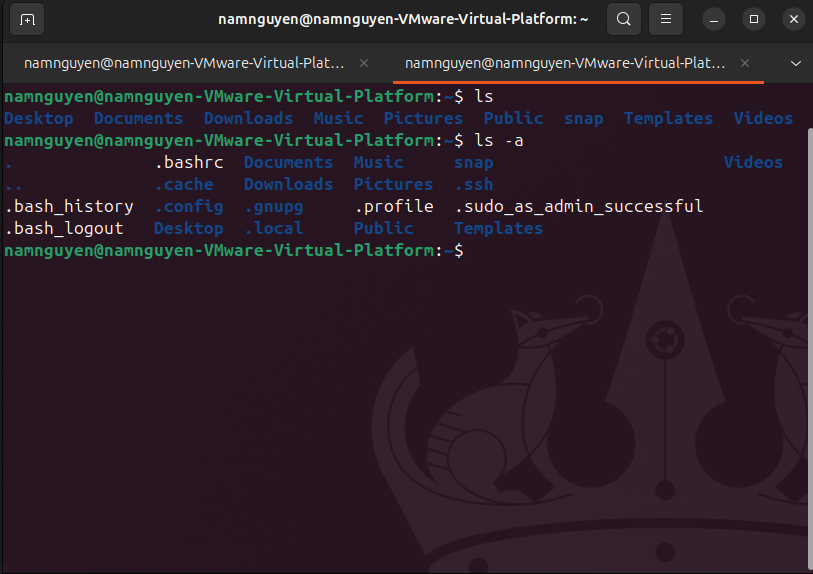 namnguyen@namnguyen-VMware-Virtual-Platform: ~
namnguyen@namnguyen-VMware-Virtual-Plat...
namnguyen@namnguyen-VMware-Virtual-Plat...
namnguyen@namnguyen-VMware-Virtual-Platform:~$ ls
Desktop Documents Downloads Music Pictures Public snap Templates Videos
namnguyen@namnguyen-VMware-Virtual-Platform:~$ ls -a
. .bashrc Documents Music snap Videos
.. .cache Downloads Pictures .ssh
.bash_history .config .gnupg .profile .sudo_as_admin_successful
.bash_logout Desktop .local Public Templates
namnguyen@namnguyen-VMware-Virtual-Platform:~$